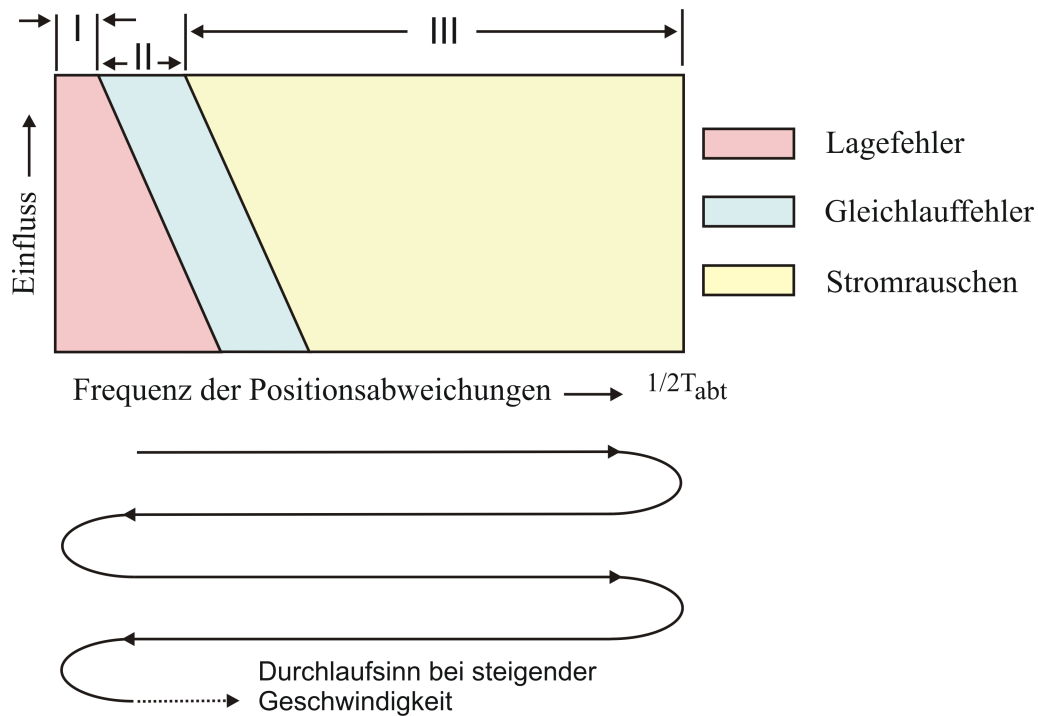 I
II
III
Einfluss
Lagefehler
Gleichlauffehler
Stromrauschen
Frequenz der Positionsabweichungen
1/2Tabt
Durchlaufsinn bei steigender
Geschwindigkeit